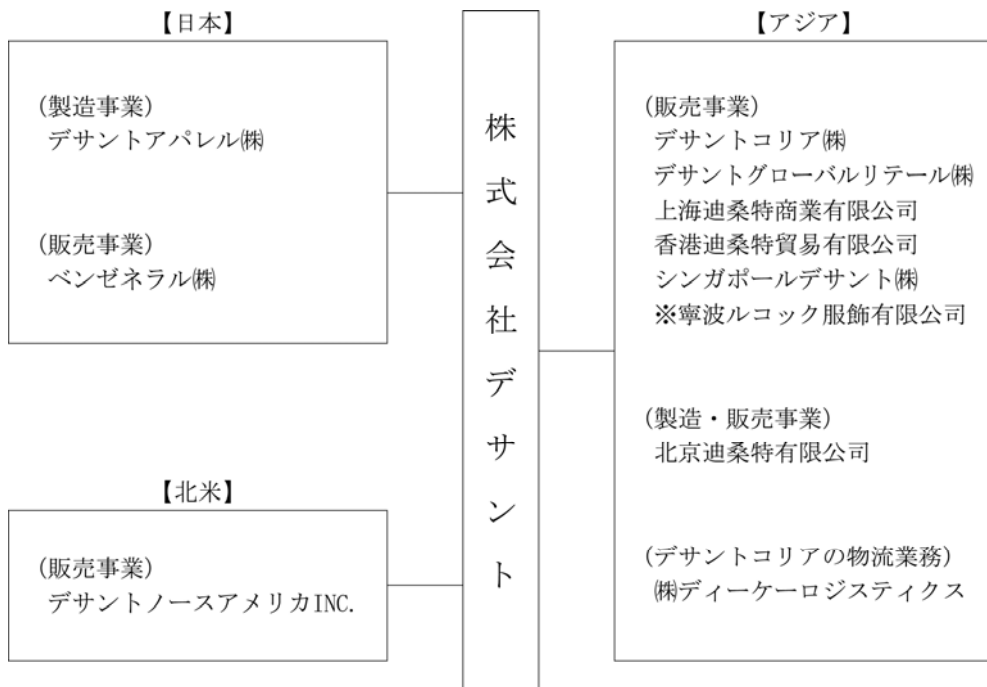 【日本】
(製造事業)
デサントアパレル㈱
(販売事業)
ベンゼネラル㈱
【北米】
(販売事業)
デサントノースアメリカINC.
株式会社デサント
【アジア】
(販売事業)
デサントコリア㈱
デサントグローバルリテール㈱
上海迪桑特商業有限公司
香港迪桑特貿易有限公司
シンガポールデサント㈱
※寧波ルコック服飾有限公司
(製造・販売事業)
北京迪桑特有限公司
(デサントコリアの物流業務)
㈱ディーケーロジスティクス